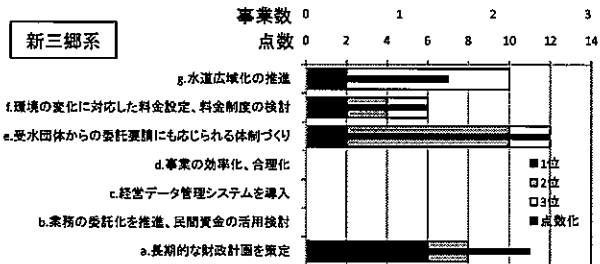 事業数 0 1 2 3
新三郷系
点数 0 2 4 6 8 10 12 14
g.水道広域化の推進
f.環境の変化に対応した料金設定、料金制度の検討
e.受水団体からの委託要請にも応じられる体制づくり
d.事業の効率化、合理化
c.経営データ管理システムを導入
b.業務の委託化を推進、民間資金の活用検討
a.長期的な財政計画を策定
■1位
2位
□3位
■点数化